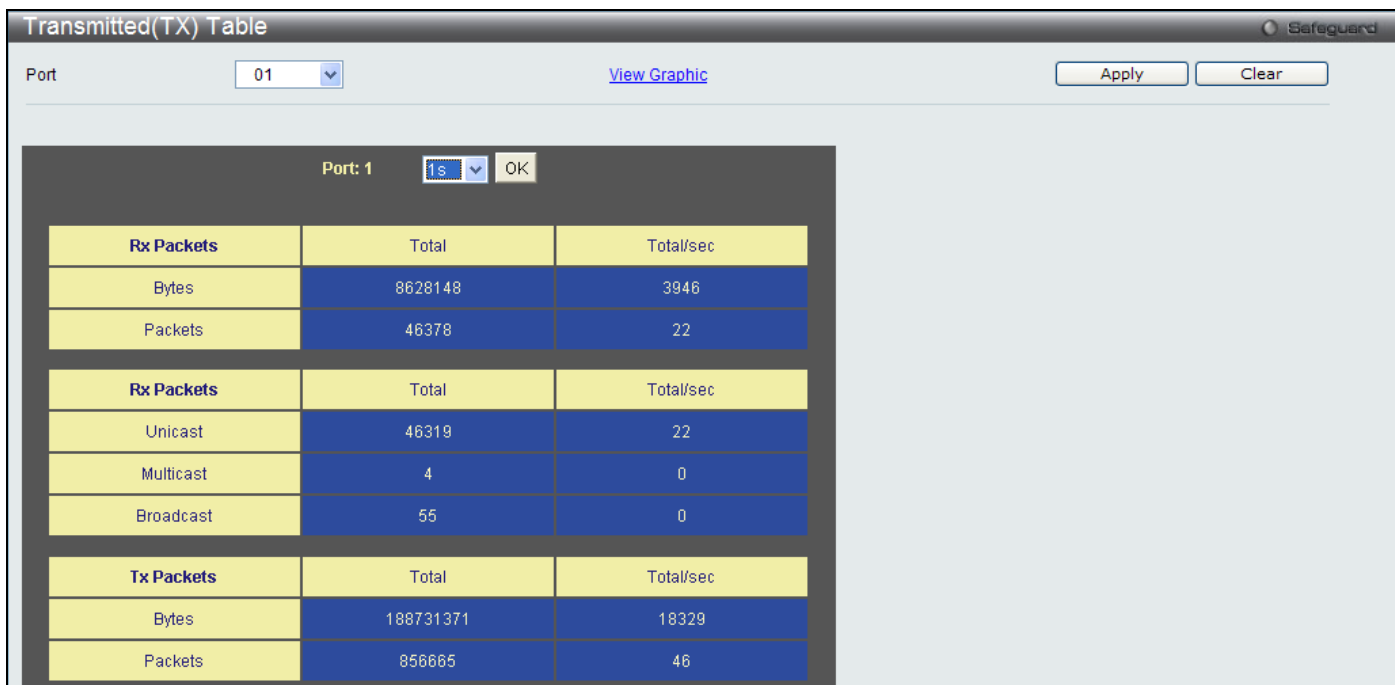 Transmitted(TX) Table
Safeguard
Port 01 View Graphic Apply Clear
Port: 1 1s OK
Rx Packets Total Total/sec
Bytes 8628148 3946
Packets 46378 22
Rx Packets Total Total/sec
Unicast 46319 22
Multicast 4 0
Broadcast 55 0
Tx Packets Total Total/sec
Bytes 188731371 18329
Packets 856665 46